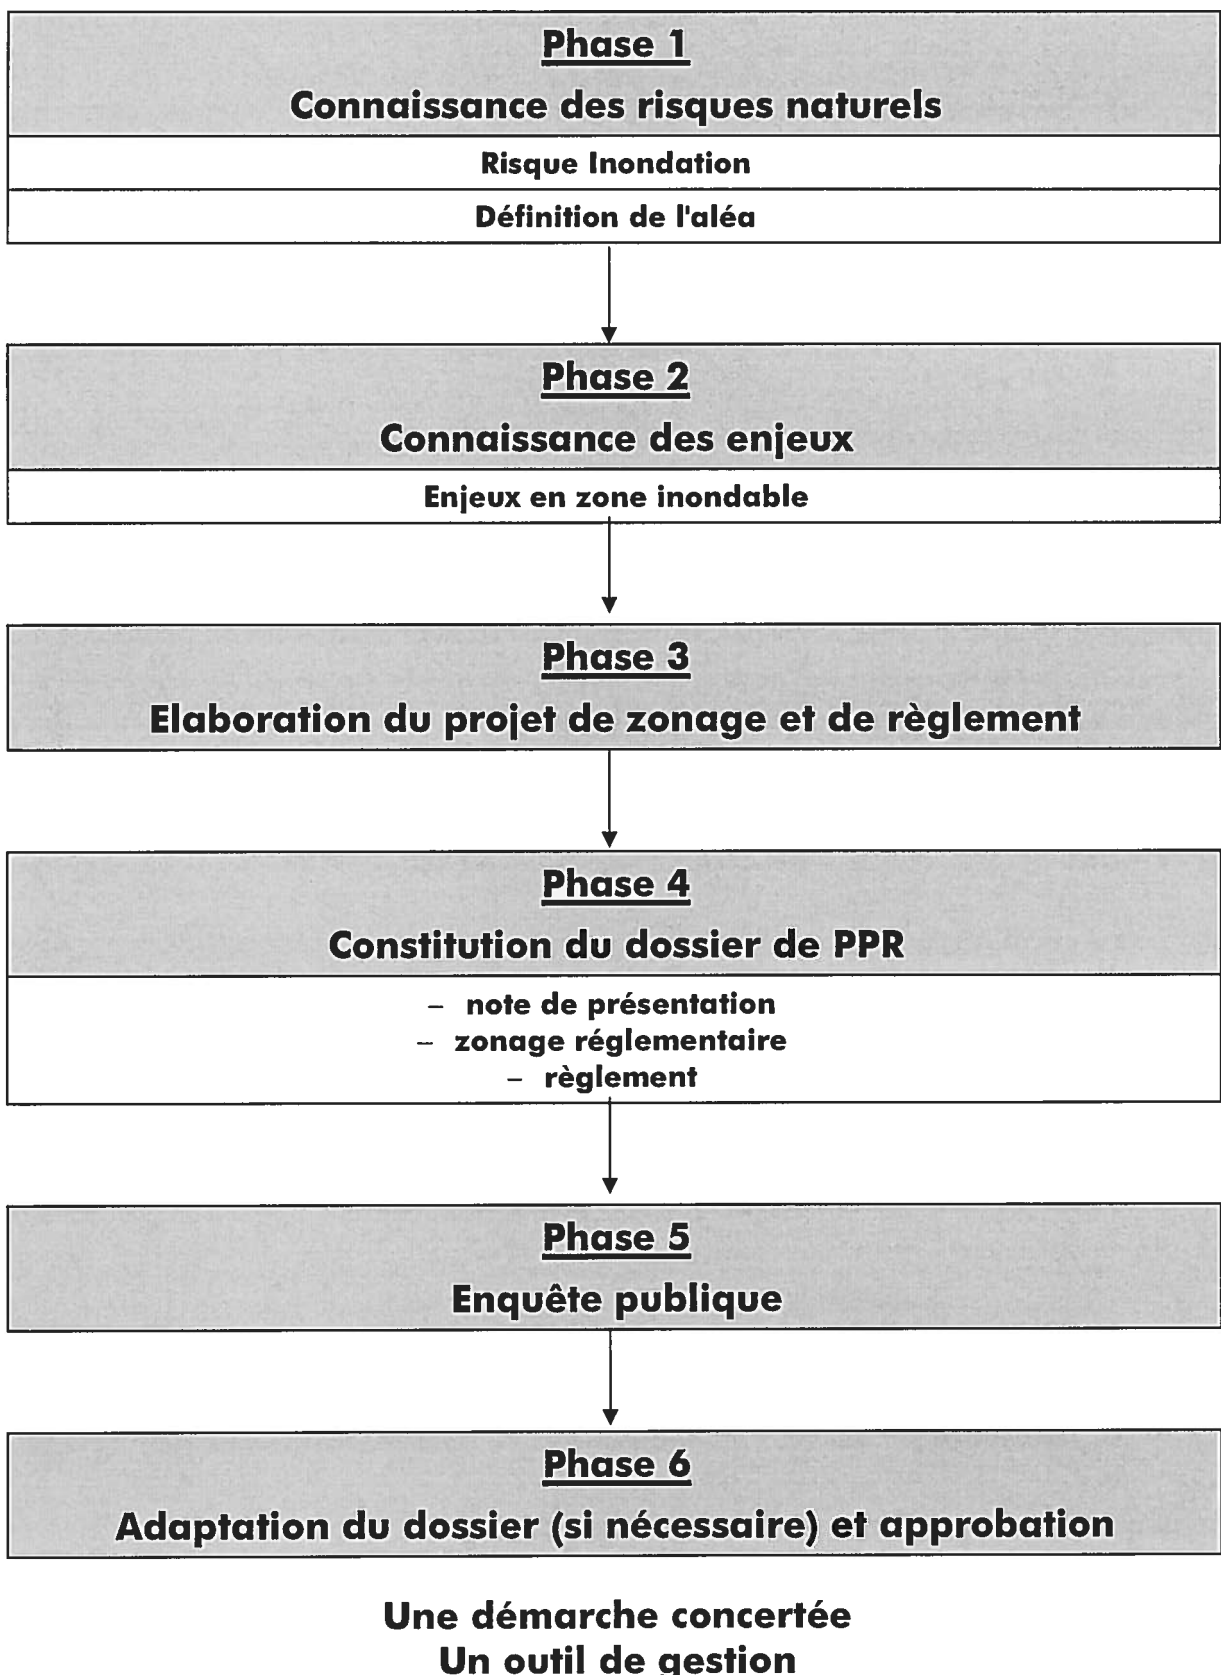 Phase 1
Connaissance des risques naturels
Risque Inondation
Définition de l'aléa
Phase 2
Connaissance des enjeux
Enjeux en zone inondable
Phase 3
Elaboration du projet de zonage et de règlement
Phase 4
Constitution du dossier de PPR
– note de présentation
– zonage réglementaire
– règlement
Phase 5
Enquête publique
Phase 6
Adaptation du dossier (si nécessaire) et approbation
Une démarche concertée
Un outil de gestion